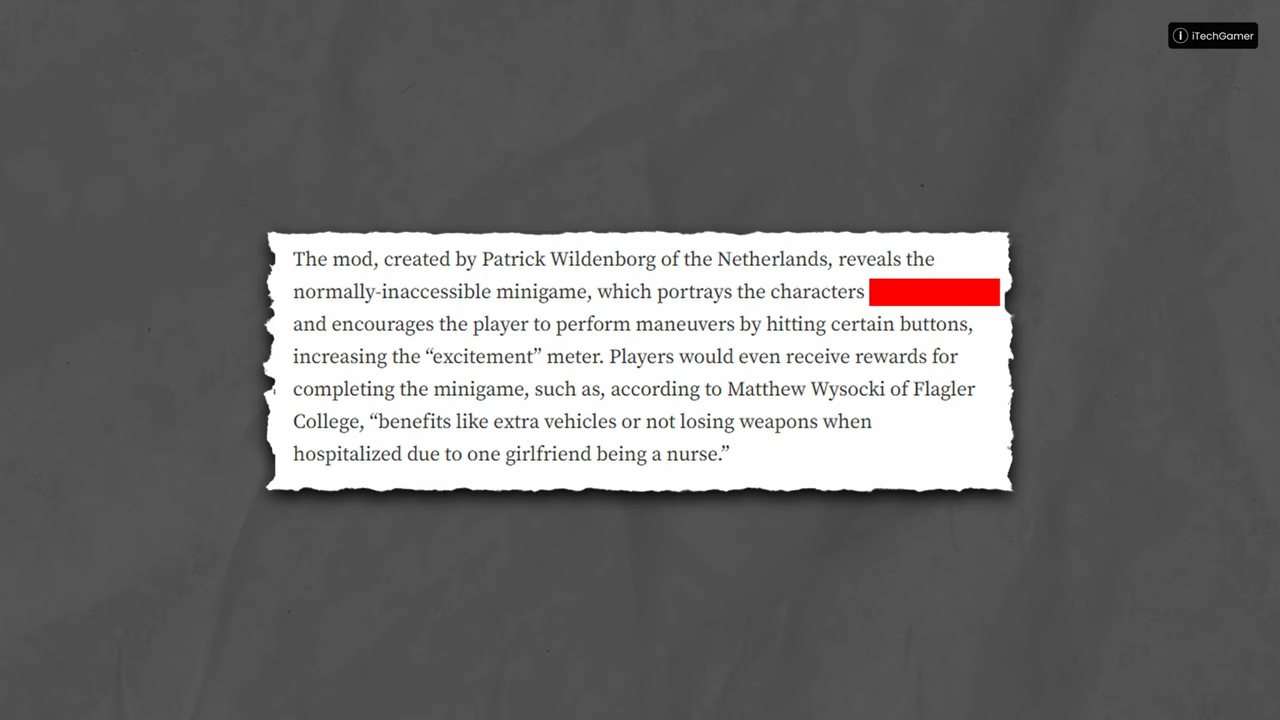 iTechGamer
The mod, created by Patrick Wildenborg of the Netherlands, reveals the
normally-inaccessible minigame, which portrays the characters
and encourages the player to perform maneuvers by hitting certain buttons,
increasing the “excitement” meter. Players would even receive rewards for
completing the minigame, such as, according to Matthew Wysocki of Flagler
College, “benefits like extra vehicles or not losing weapons when
hospitalized due to one girlfriend being a nurse.”